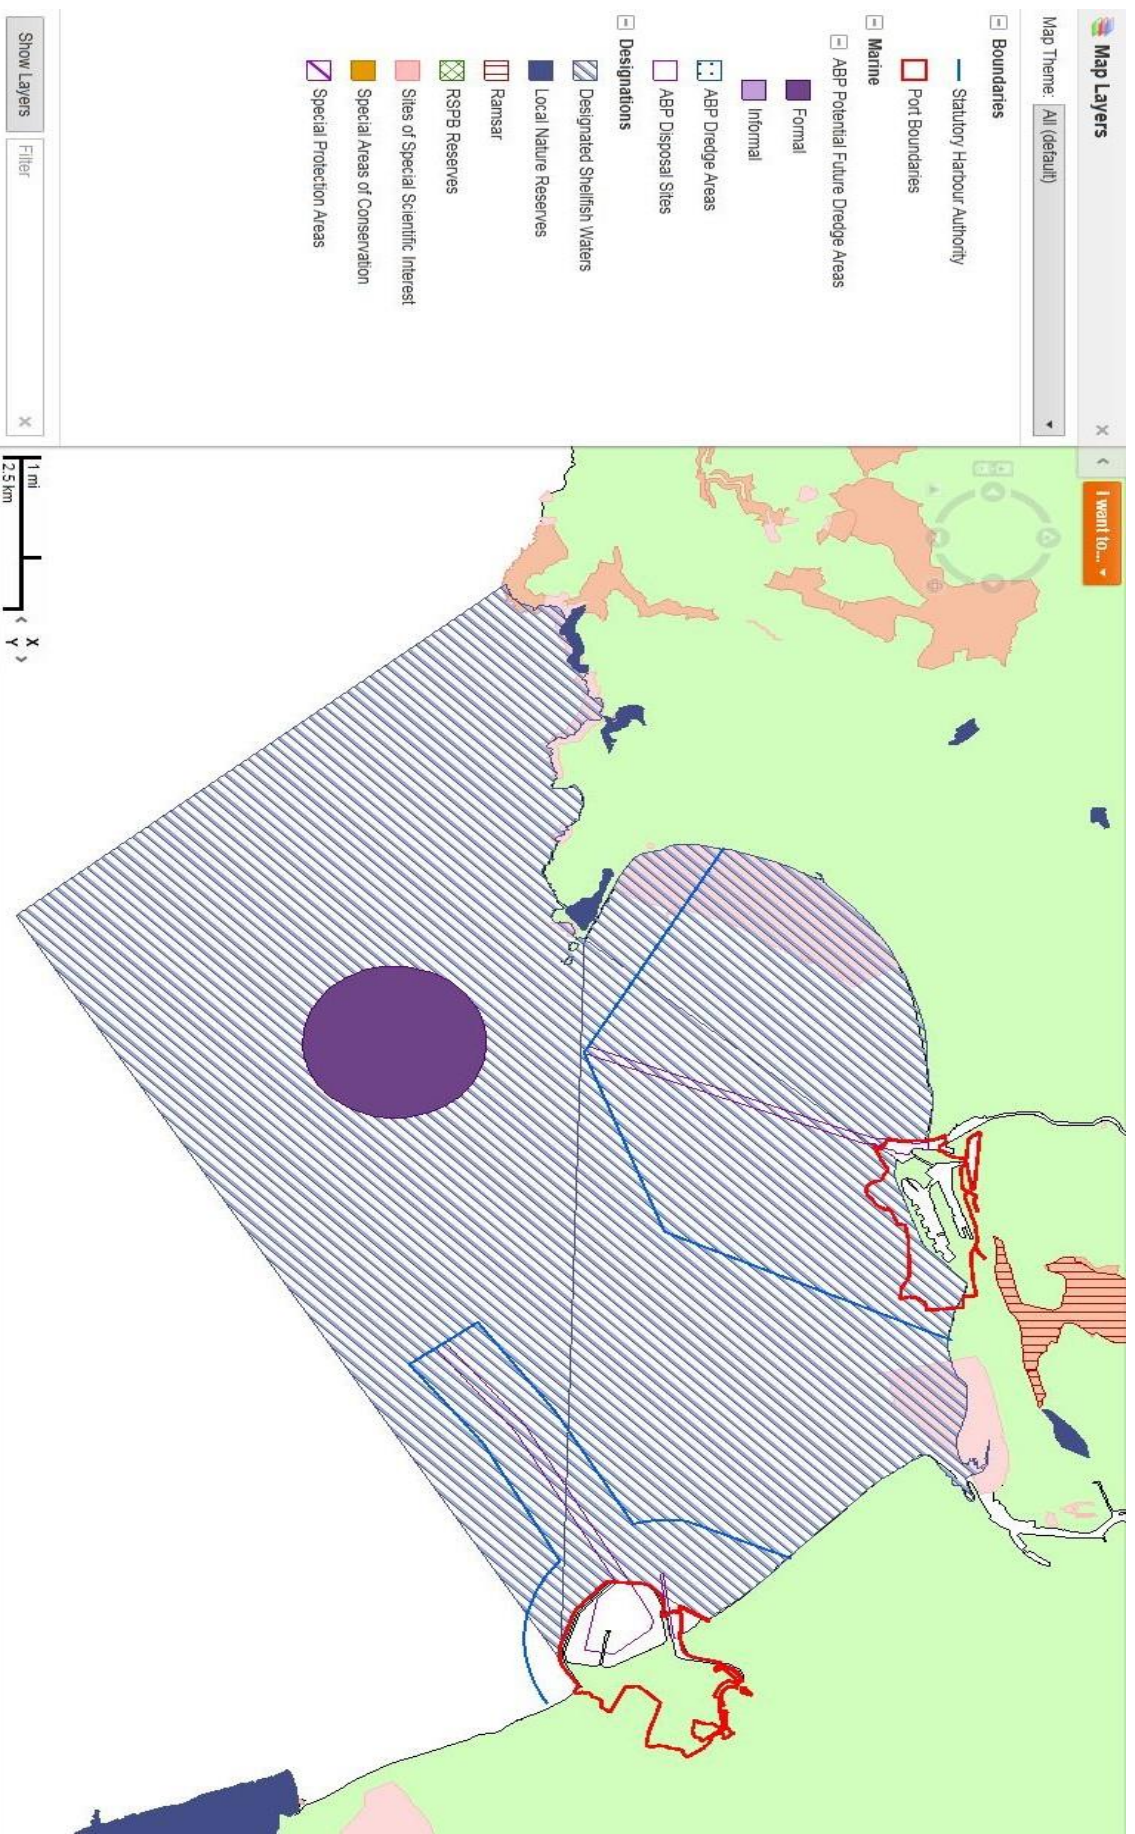 Map Layers
Map Theme: All (default)
Boundaries
Statutory Harbour Authority
Port Boundaries
Marine
ABP Potential Future Dredge Areas
Formal
Informal
ABP Dredge Areas
ABP Disposal Sites
Designations
Designated Shellfish Waters
Local Nature Reserves
Ramsar
RSPB Reserves
Sites of Special Scientific Interest
Special Areas of Conservation
Special Protection Areas
Show Layers
Filter
I want to...
1 mi
2.5 km
X
Y